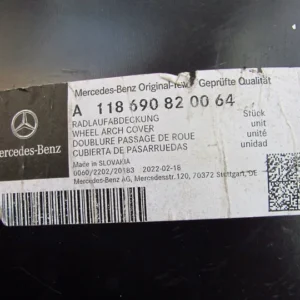 Mercedes-Benz Original-Teile Geprüfte Qualität
A 118 690 82 00 64
Stück
unit
unité
unidad
RADLAUFABDECKUNG
WHEEL ARCH COVER
DOUBLURE PASSAGE DE ROUE
CUBIERTA DE PASARRUEDAS
Mercedes-Benz
Made in SLOVAKIA
0060/2202/20183 2022-02-18
Mercedes-Benz AG, Mercedesstr.120, 70372 Stuttgart, DE